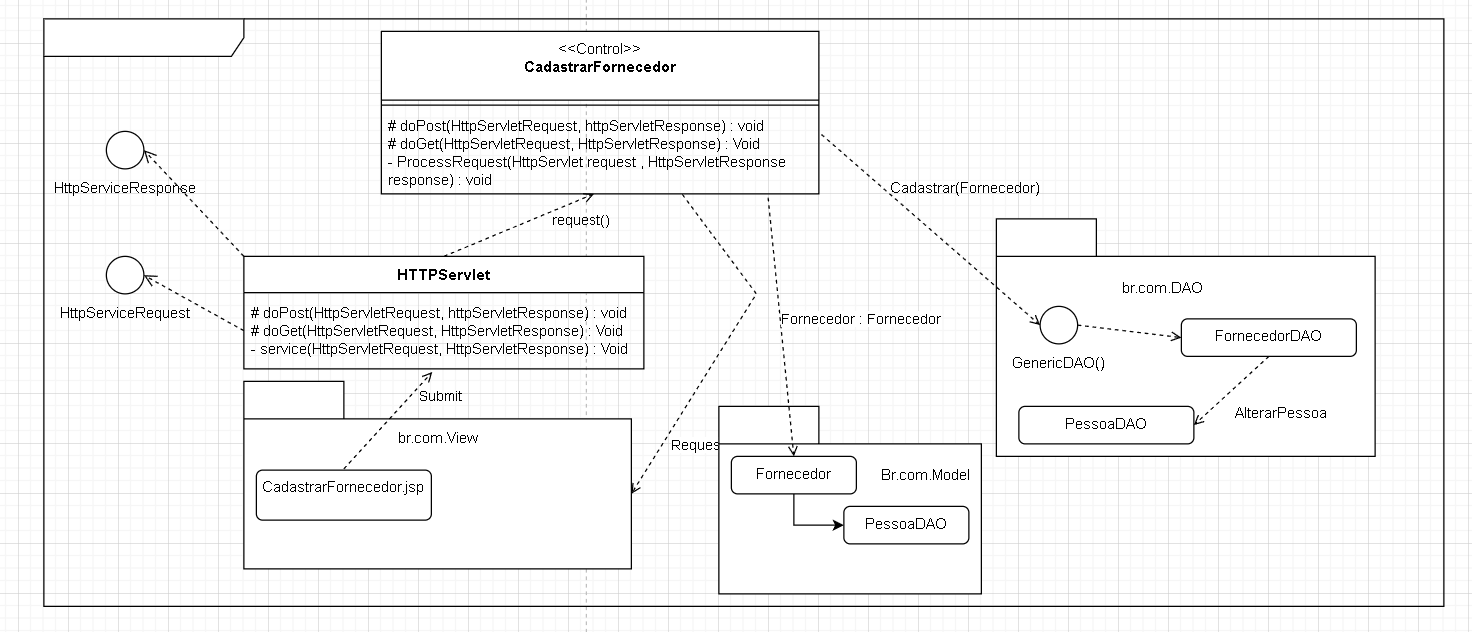 <<Control>>
CadastrarFornecedor
# doPost(HttpServletRequest, httpServletResponse) : void
# doGet(HttpServletRequest, HttpServletResponse) : Void
- ProcessRequest(HttpServlet request , HttpServletResponse
response) : void
HttpServiceResponse
Cadastrar(Fornecedor)
request()
HTTPServlet
# doPost(HttpServletRequest, httpServletResponse) : void
# doGet(HttpServletRequest, HttpServletResponse) : Void
- service(HttpServletRequest, HttpServletResponse) : Void
HttpServiceRequest
Fornecedor : Fornecedor
br.com.DAO
FornecedorDAO
GenericDAO()
AlterarPessoa
PessoaDAO
Submit
br.com.View
CadastrarFornecedor.jsp
Reques
Fornecedor
Br.com.Model
PessoaDAO